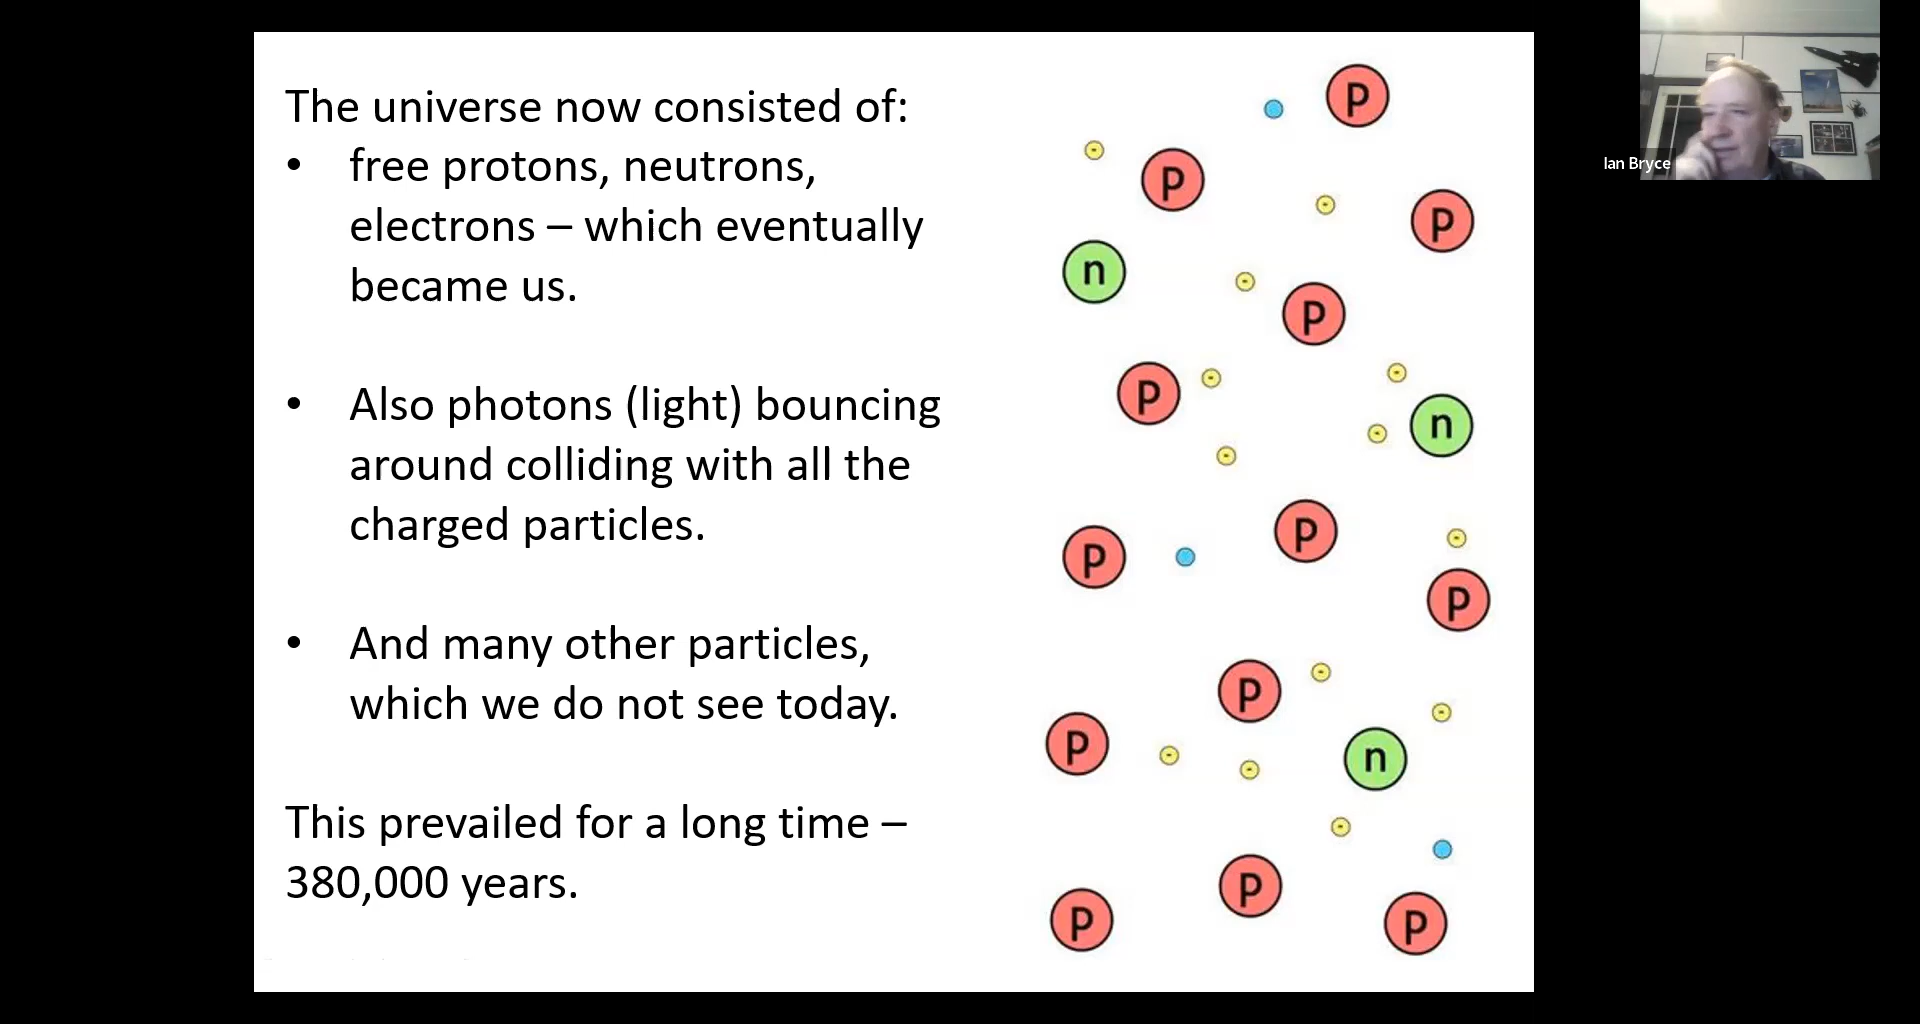 The universe now consisted of:
• free protons, neutrons,
electrons – which eventually
became us.
• Also photons (light) bouncing
around colliding with all the
charged particles.
• And many other particles,
which we do not see today.
This prevailed for a long time –
380,000 years.
p
p
p
n
p
p
n
p
p
p
p
p
n
p
p
p
Ian Bryce